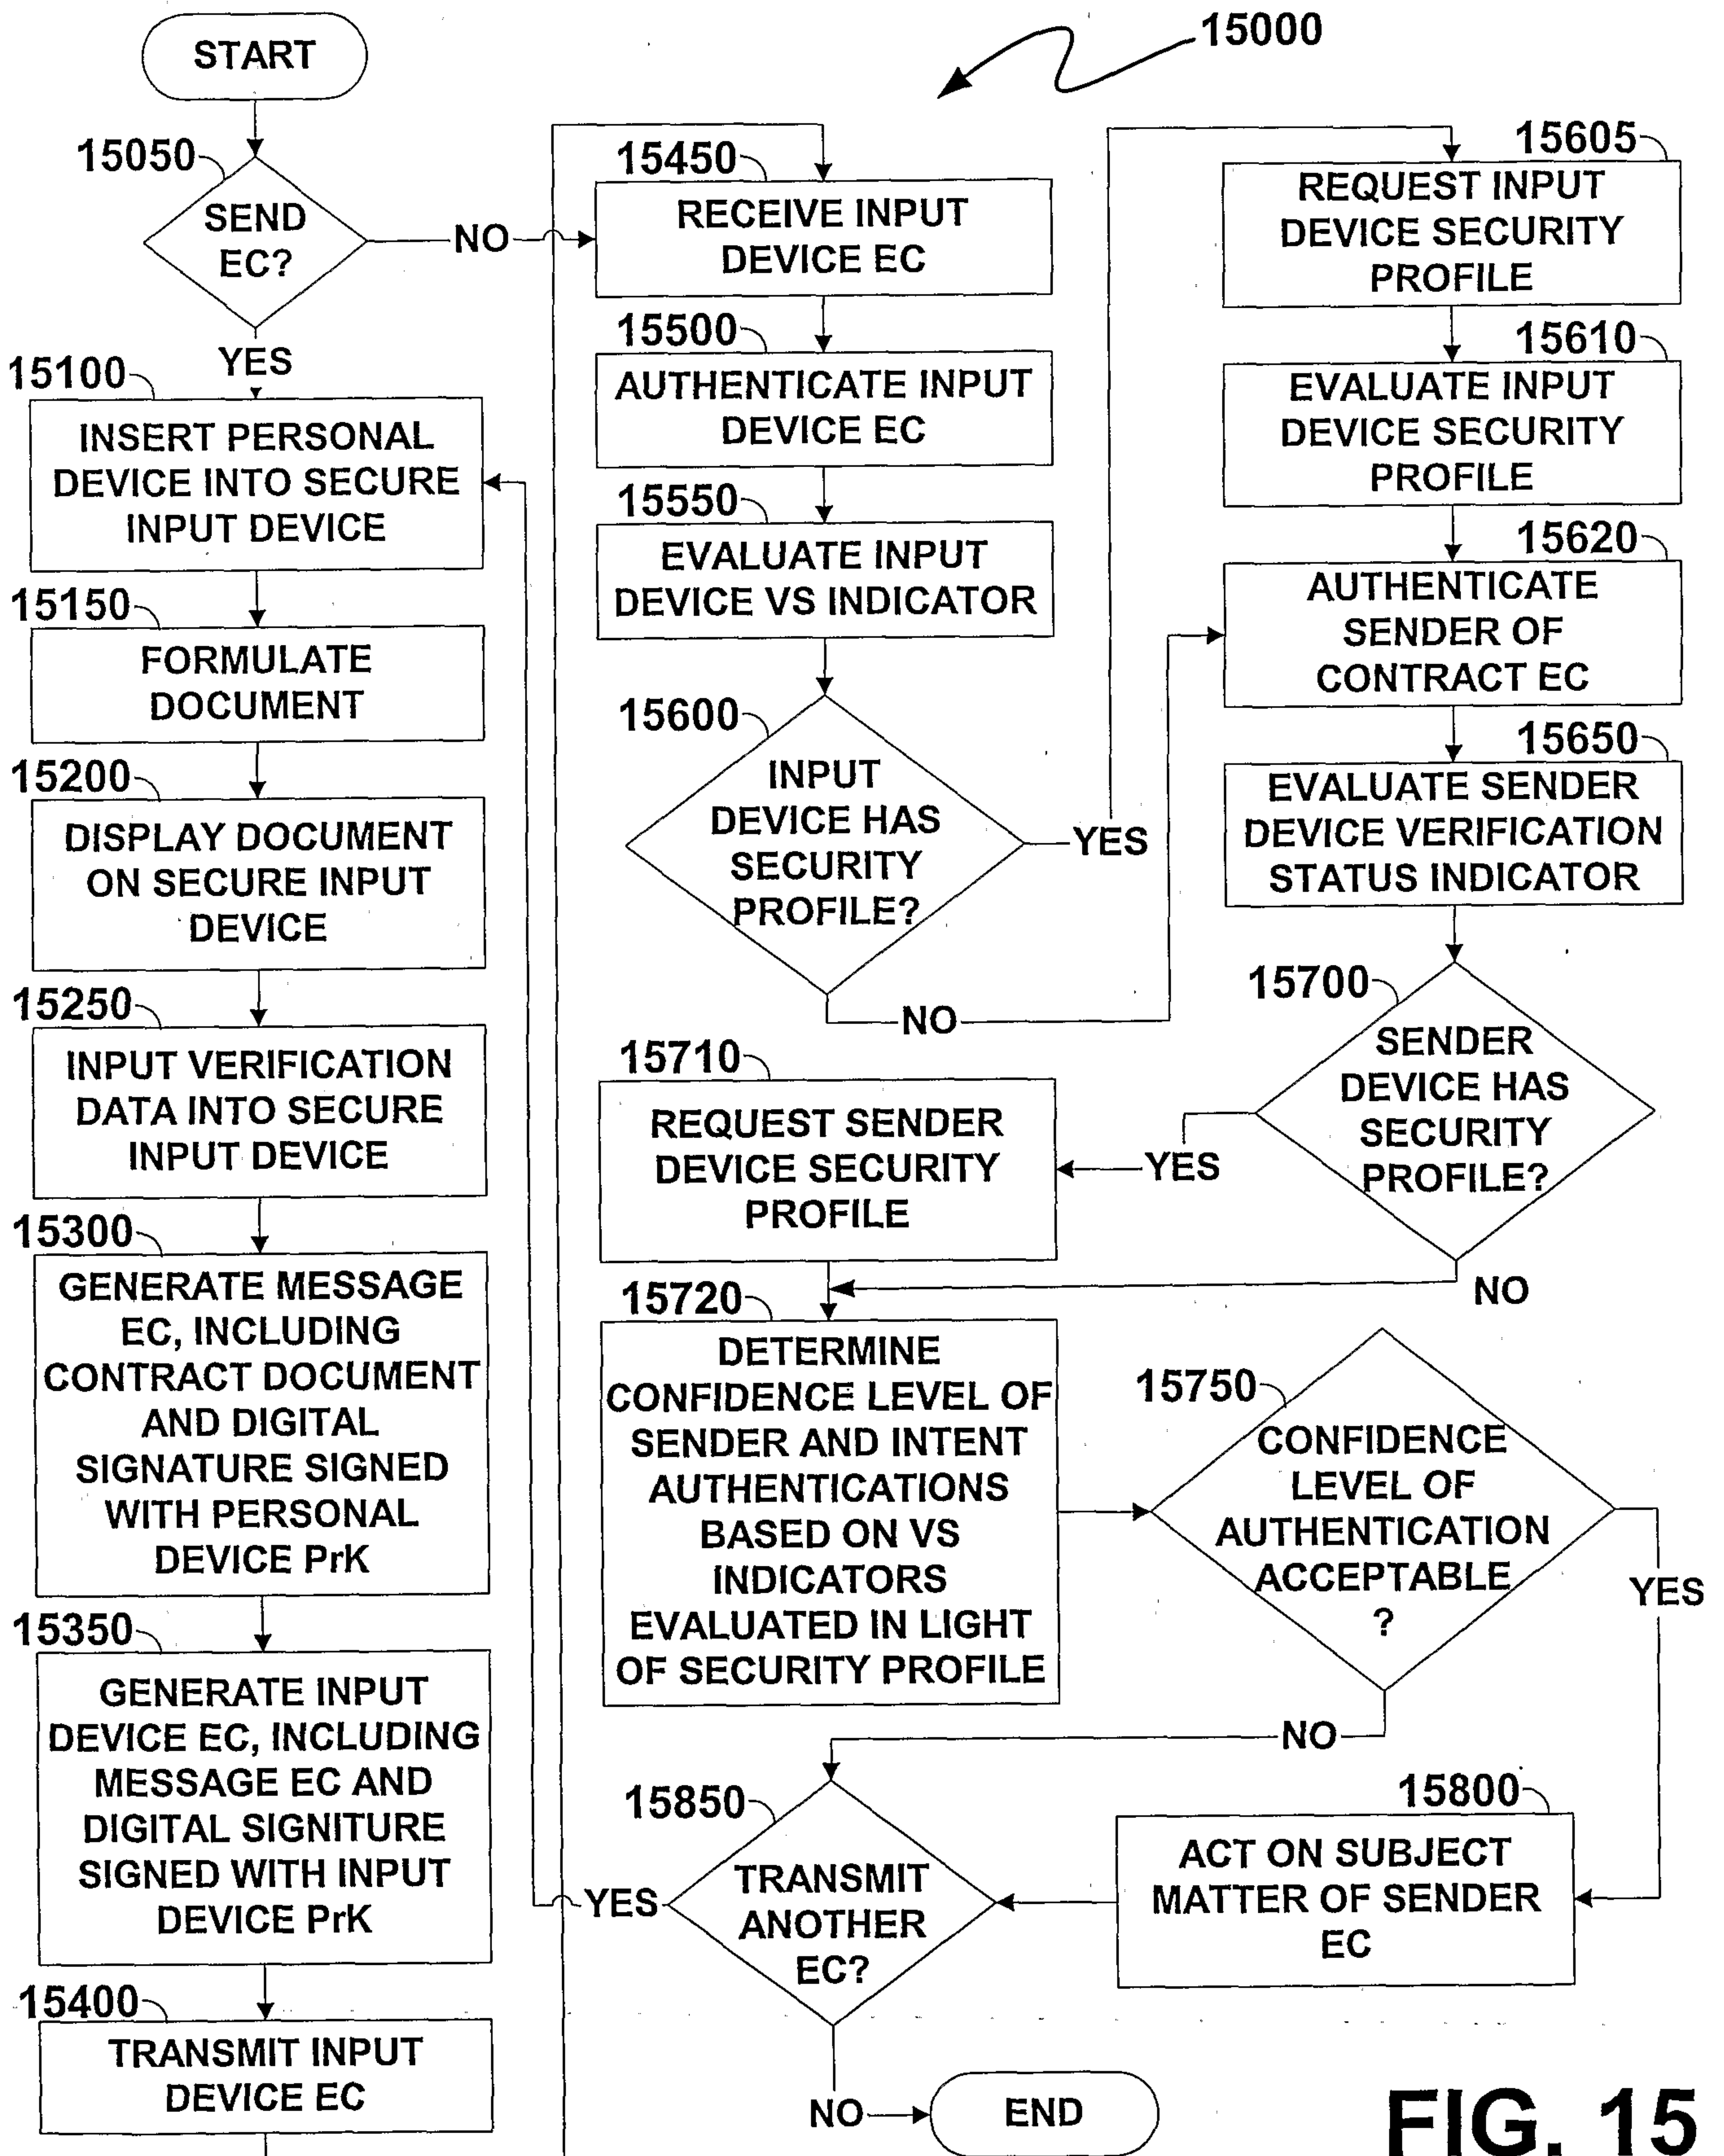 START
15000
15050
SEND
EC?
NO
YES
15100
INSERT PERSONAL
DEVICE INTO SECURE
INPUT DEVICE
15150
FORMULATE
DOCUMENT
15200
DISPLAY DOCUMENT
ON SECURE INPUT
DEVICE
15250
INPUT VERIFICATION
DATA INTO SECURE
INPUT DEVICE
15300
GENERATE MESSAGE
EC, INCLUDING
CONTRACT DOCUMENT
AND DIGITAL
SIGNATURE SIGNED
WITH PERSONAL
DEVICE PrK
15350
GENERATE INPUT
DEVICE EC, INCLUDING
MESSAGE EC AND
DIGITAL SIGNITURE
SIGNED WITH INPUT
DEVICE PrK
15400
TRANSMIT INPUT
DEVICE EC
15450
RECEIVE INPUT
DEVICE EC
15500
AUTHENTICATE INPUT
DEVICE EC
15550
EVALUATE INPUT
DEVICE VS INDICATOR
15600
INPUT
DEVICE HAS
SECURITY
PROFILE?
YES
NO
15605
REQUEST INPUT
DEVICE SECURITY
PROFILE
15610
EVALUATE INPUT
DEVICE SECURITY
PROFILE
15620
AUTHENTICATE
SENDER OF
CONTRACT EC
15650
EVALUATE SENDER
DEVICE VERIFICATION
STATUS INDICATOR
15700
SENDER
DEVICE HAS
SECURITY
PROFILE?
YES
NO
15710
REQUEST SENDER
DEVICE SECURITY
PROFILE
15720
DETERMINE
CONFIDENCE LEVEL OF
SENDER AND INTENT
AUTHENTICATIONS
BASED ON VS
INDICATORS
EVALUATED IN LIGHT
OF SECURITY PROFILE
15750
CONFIDENCE
LEVEL OF
AUTHENTICATION
ACCEPTABLE
?
YES
NO
15800
ACT ON SUBJECT
MATTER OF SENDER
EC
15850
TRANSMIT
ANOTHER
EC?
YES
NO
END
FIG. 15